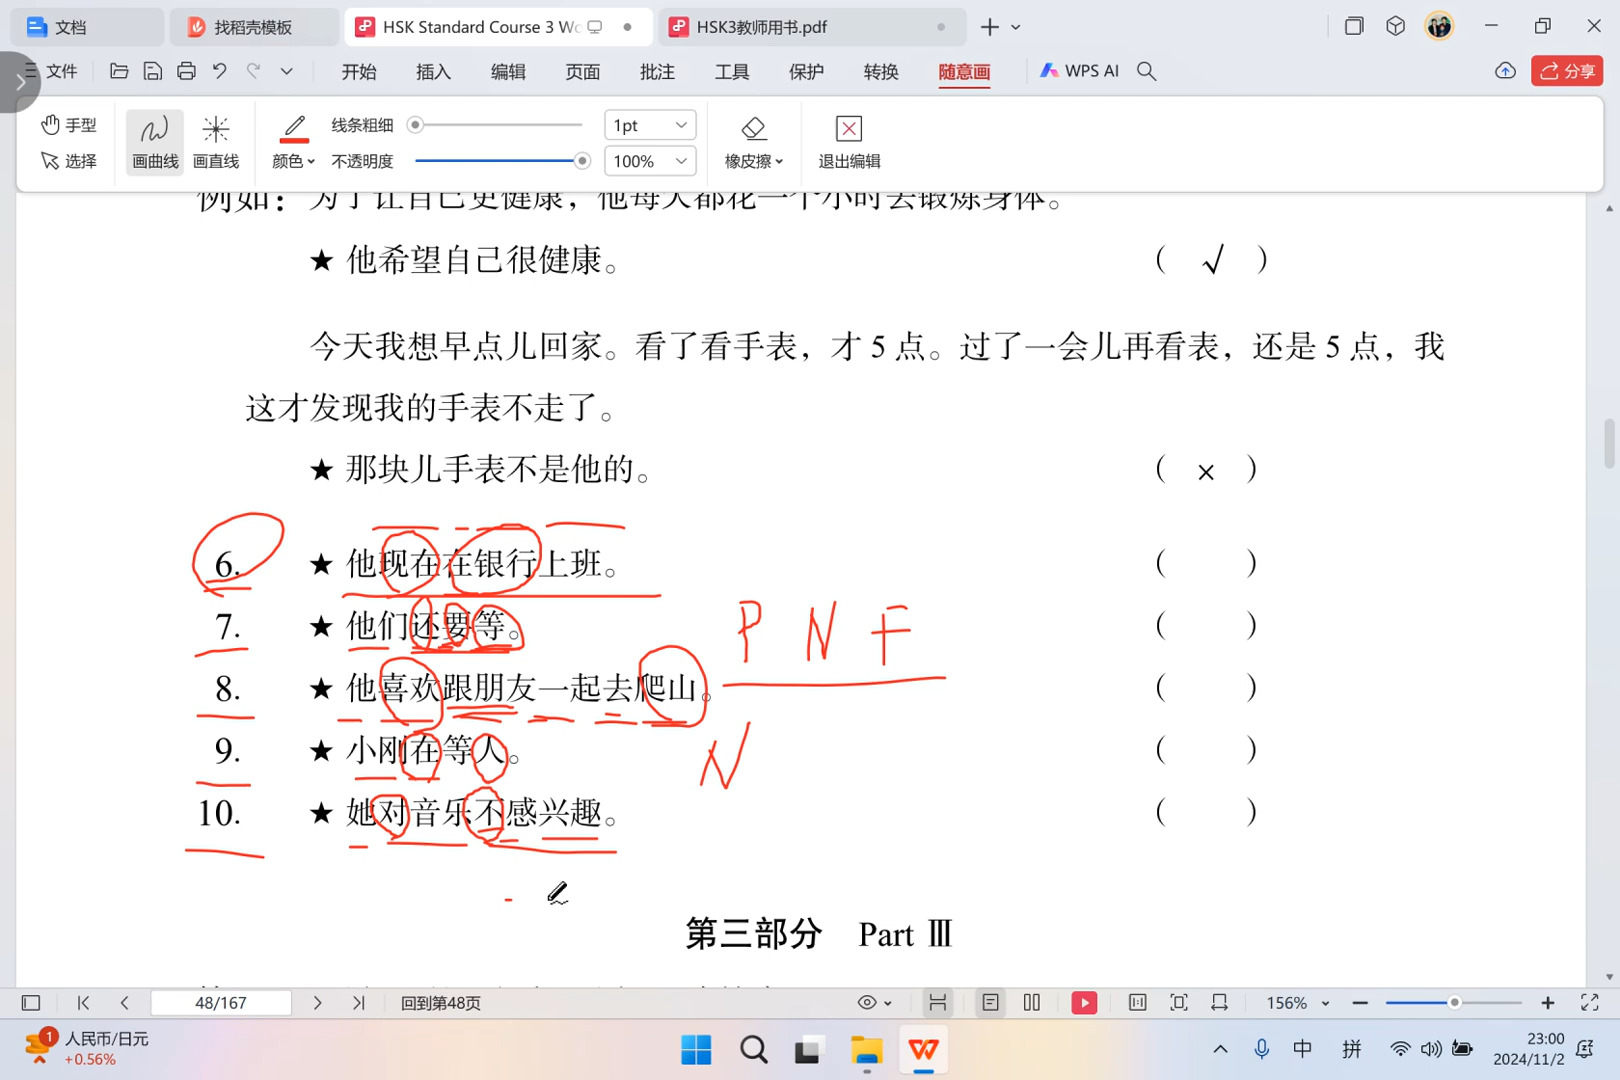 文档 找稻壳模板 HSK Standard Course 3 Wo HSK3教师用书.pdf
文件 开始 插入 编辑 页面 批注 工具 保护 转换 随意画 WPS AI 分享
手型 画曲线 画直线 颜色 线条粗细 1pt 橡皮擦 退出编辑
选择 不透明度 100%
例如：为了让自己更健康，他每天都花一个小时去锻炼身体。
★ 他希望自己很健康。 （ √ ）
今天我想早点儿回家。看了看手表，才 5 点。过了一会儿再看表，还是 5 点，我
这才发现我的手表不走了。
★ 那块儿手表不是他的。 （ × ）
6. ★ 他现在在银行上班。 （ ）
7. ★ 他们还要等。 （ ）
P N F
8. ★ 他喜欢跟朋友一起去爬山。 （ ）
9. ★ 小刚在等人。 （ ）
N
10. ★ 她对音乐不感兴趣。 （ ）
第三部分 Part Ⅲ
48/167 回到第48页 156%
1 人民币/日元 +0.56% 中 拼 23:00 2024/11/2